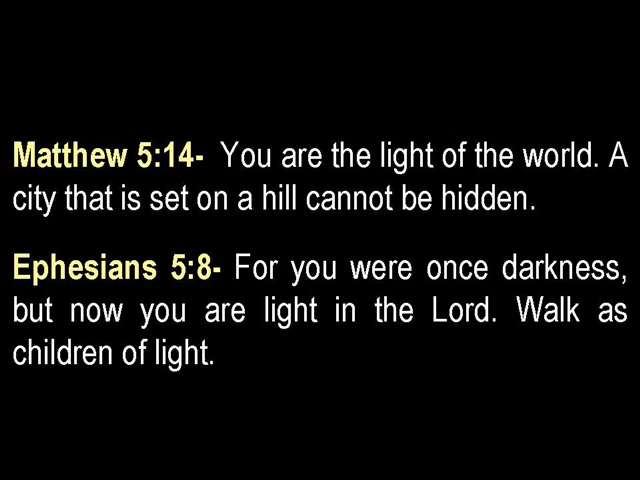 Matthew 5:14-  You are the light of the world. A
city that is set on a hill cannot be hidden.
Ephesians 5:8- For you were once darkness,
but now you are light in the Lord. Walk as
children of light.